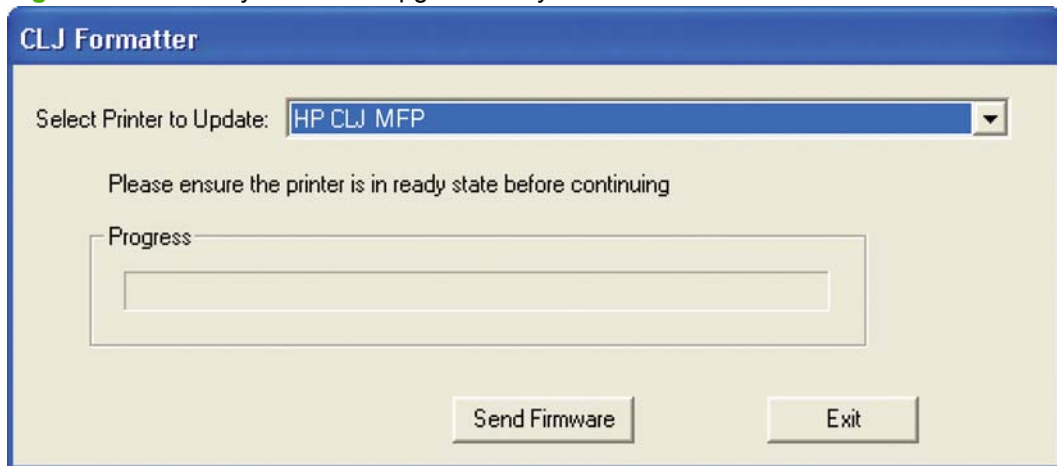 CLJ Formatter
Select Printer to Update: HP CLJ MFP
Please ensure the printer is in ready state before continuing
Progress
Send Firmware Exit